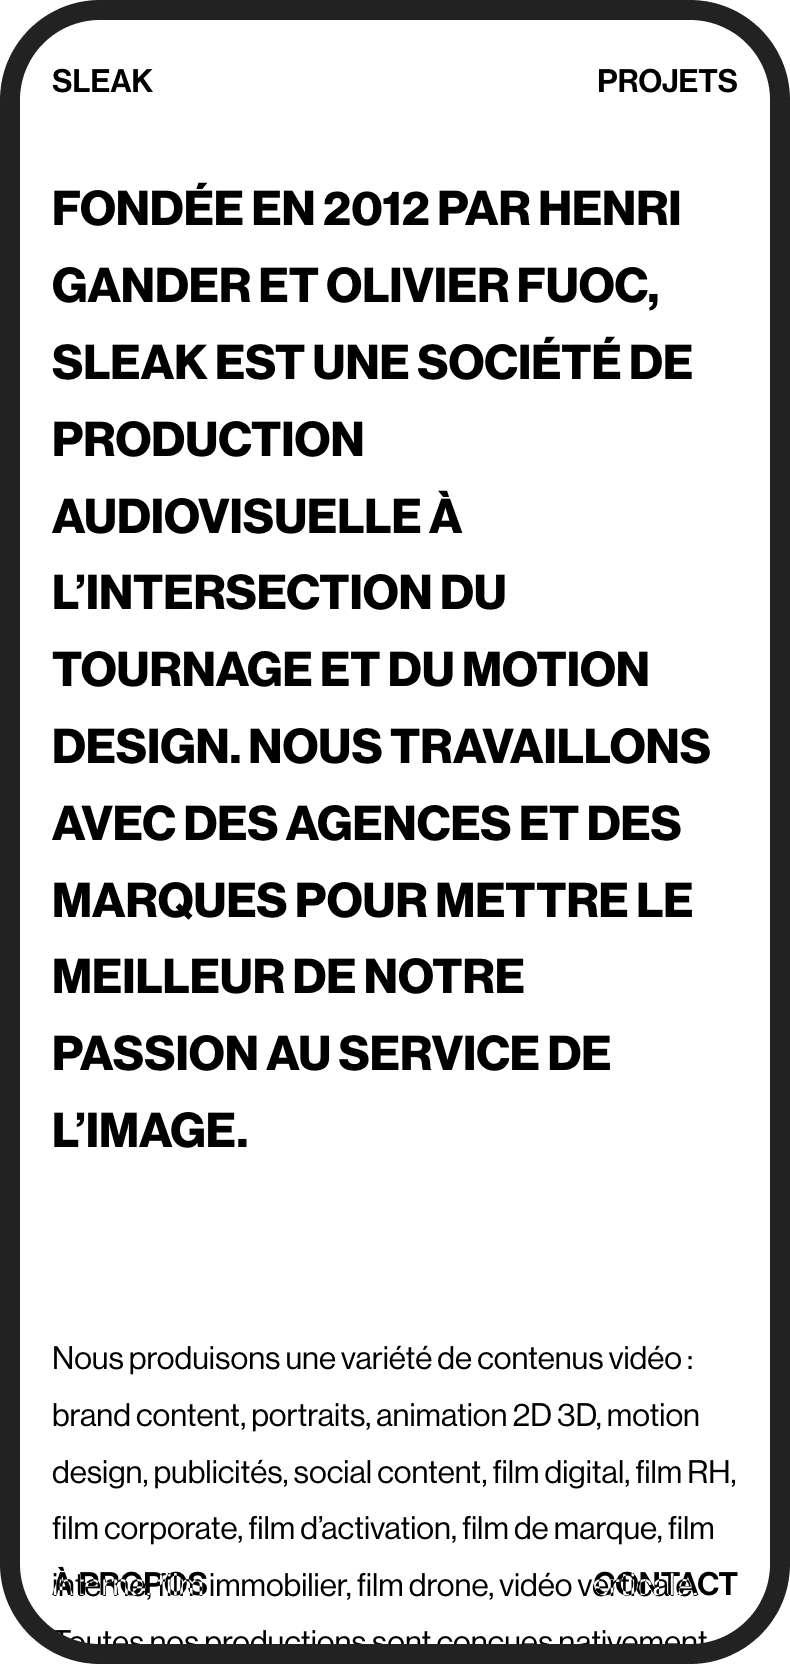 SLEAK PROJETS
FONDÉE EN 2012 PAR HENRI
GANDER ET OLIVIER FUOC,
SLEAK EST UNE SOCIÉTÉ DE
PRODUCTION
AUDIOVISUELLE À
L’INTERSECTION DU
TOURNAGE ET DU MOTION
DESIGN. NOUS TRAVAILLONS
AVEC DES AGENCES ET DES
MARQUES POUR METTRE LE
MEILLEUR DE NOTRE
PASSION AU SERVICE DE
L’IMAGE.
Nous produisons une variété de contenus vidéo :
brand content, portraits, animation 2D 3D, motion
design, publicités, social content, film digital, film RH,
film corporate, film d’activation, film de marque, film
interne, film immobilier, film drone, vidéo verticale.
À PROPOS CONTACT
Toutes nos productions sont conçues nativement